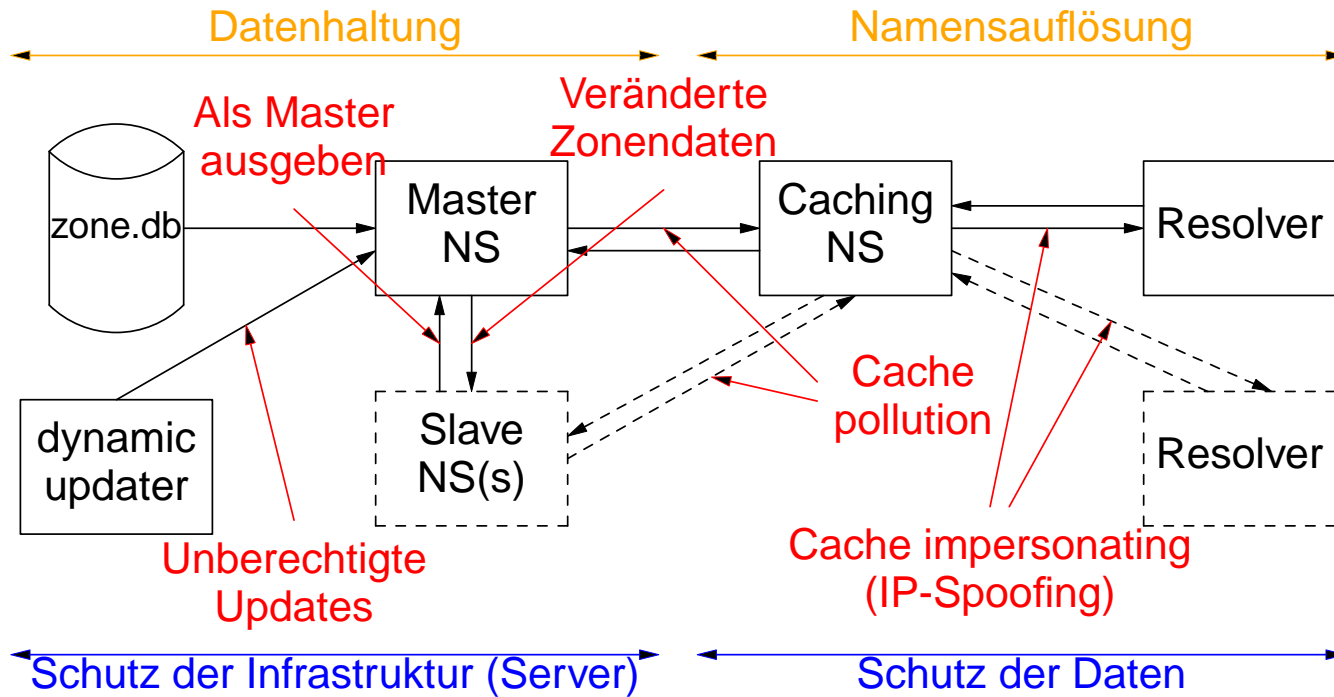 Datenhaltung
Namensauflösung
Als Master
ausgeben
Veränderte
Zonendaten
zone.db
Master
NS
Caching
NS
Resolver
dynamic
updater
Slave
NS(s)
Cache
pollution
Resolver
Unberechtigte
Updates
Cache impersonating
(IP-Spoofing)
Schutz der Infrastruktur (Server)
Schutz der Daten